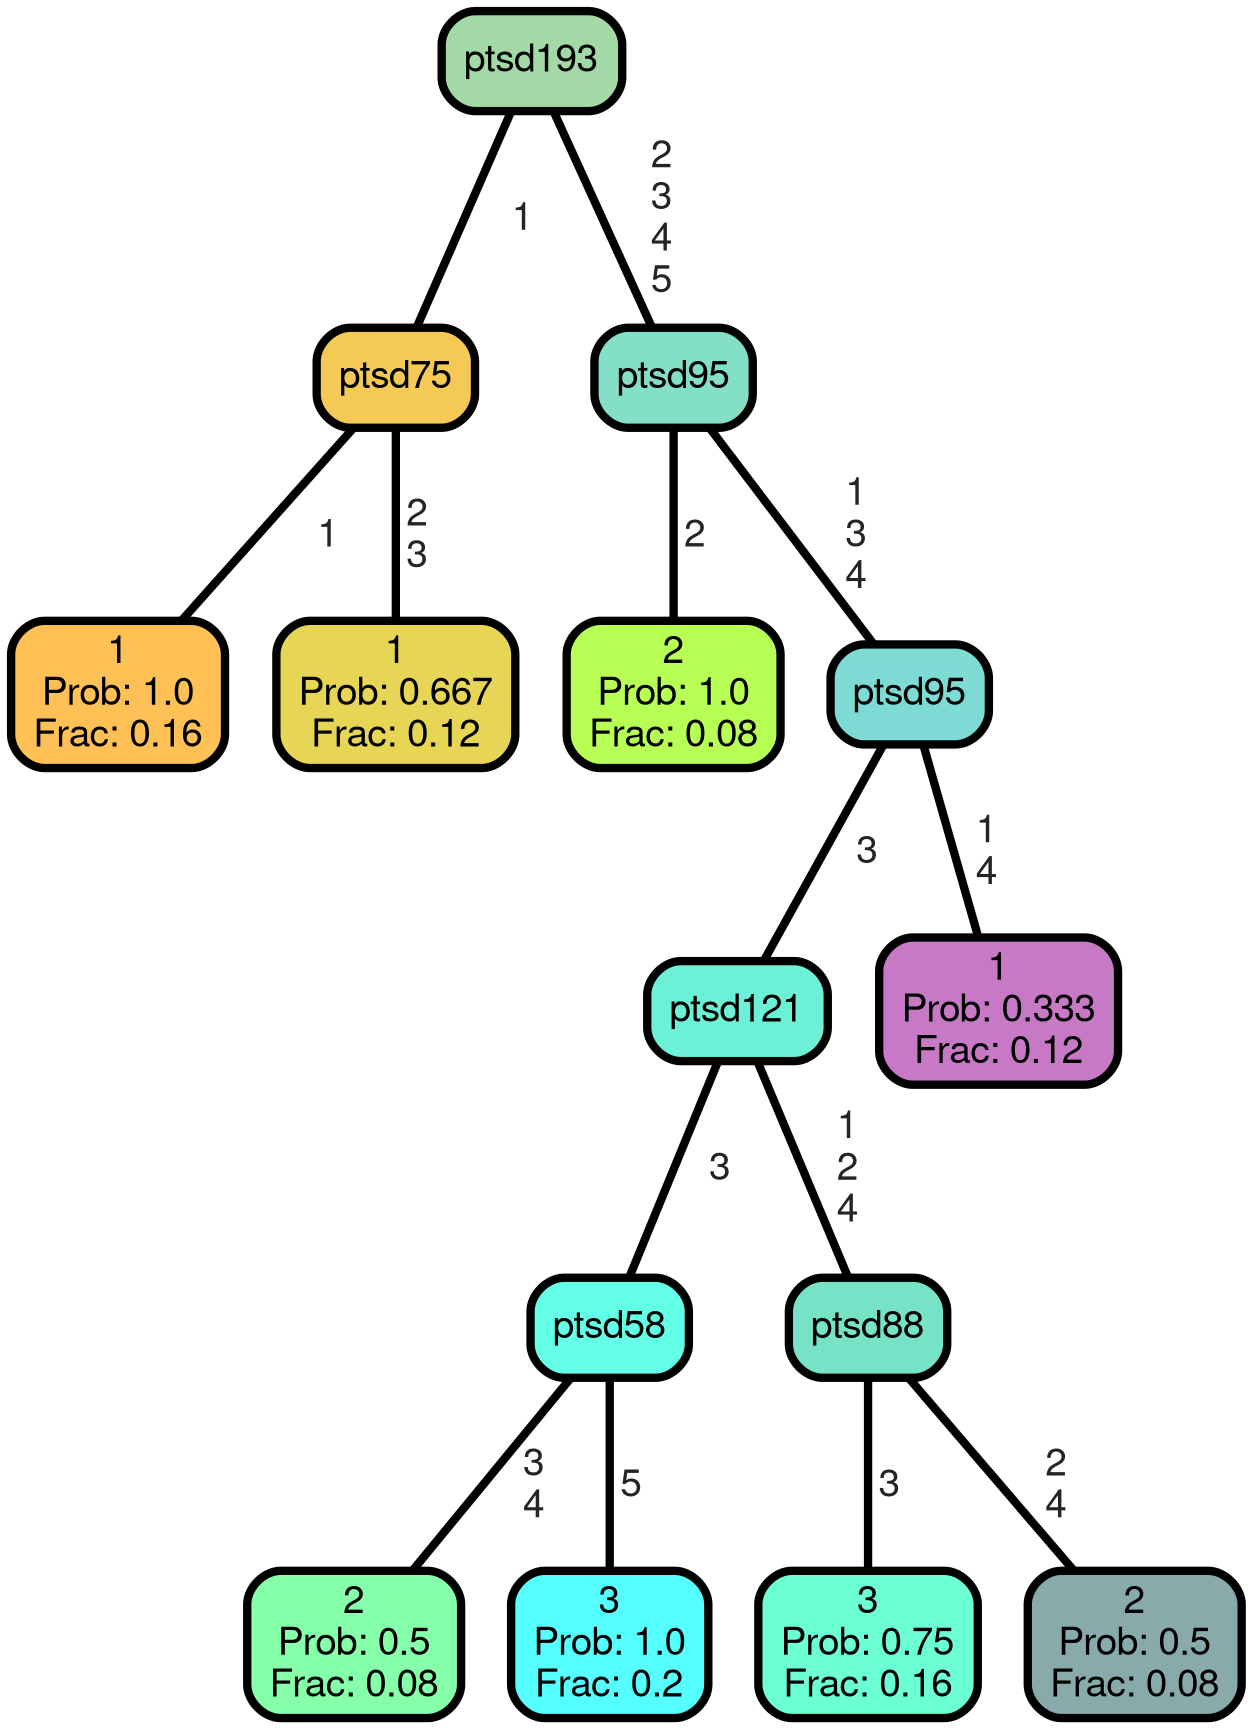 ptsd193
1
2
3
4
5
ptsd75
ptsd95
1
2
3
2
1
3
4
1
Prob: 1.0
Frac: 0.16
1
Prob: 0.667
Frac: 0.12
2
Prob: 1.0
Frac: 0.08
ptsd95
3
1
4
ptsd121
1
Prob: 0.333
Frac: 0.12
3
1
2
4
ptsd58
ptsd88
3
4
5
3
2
4
2
Prob: 0.5
Frac: 0.08
3
Prob: 1.0
Frac: 0.2
3
Prob: 0.75
Frac: 0.16
2
Prob: 0.5
Frac: 0.08